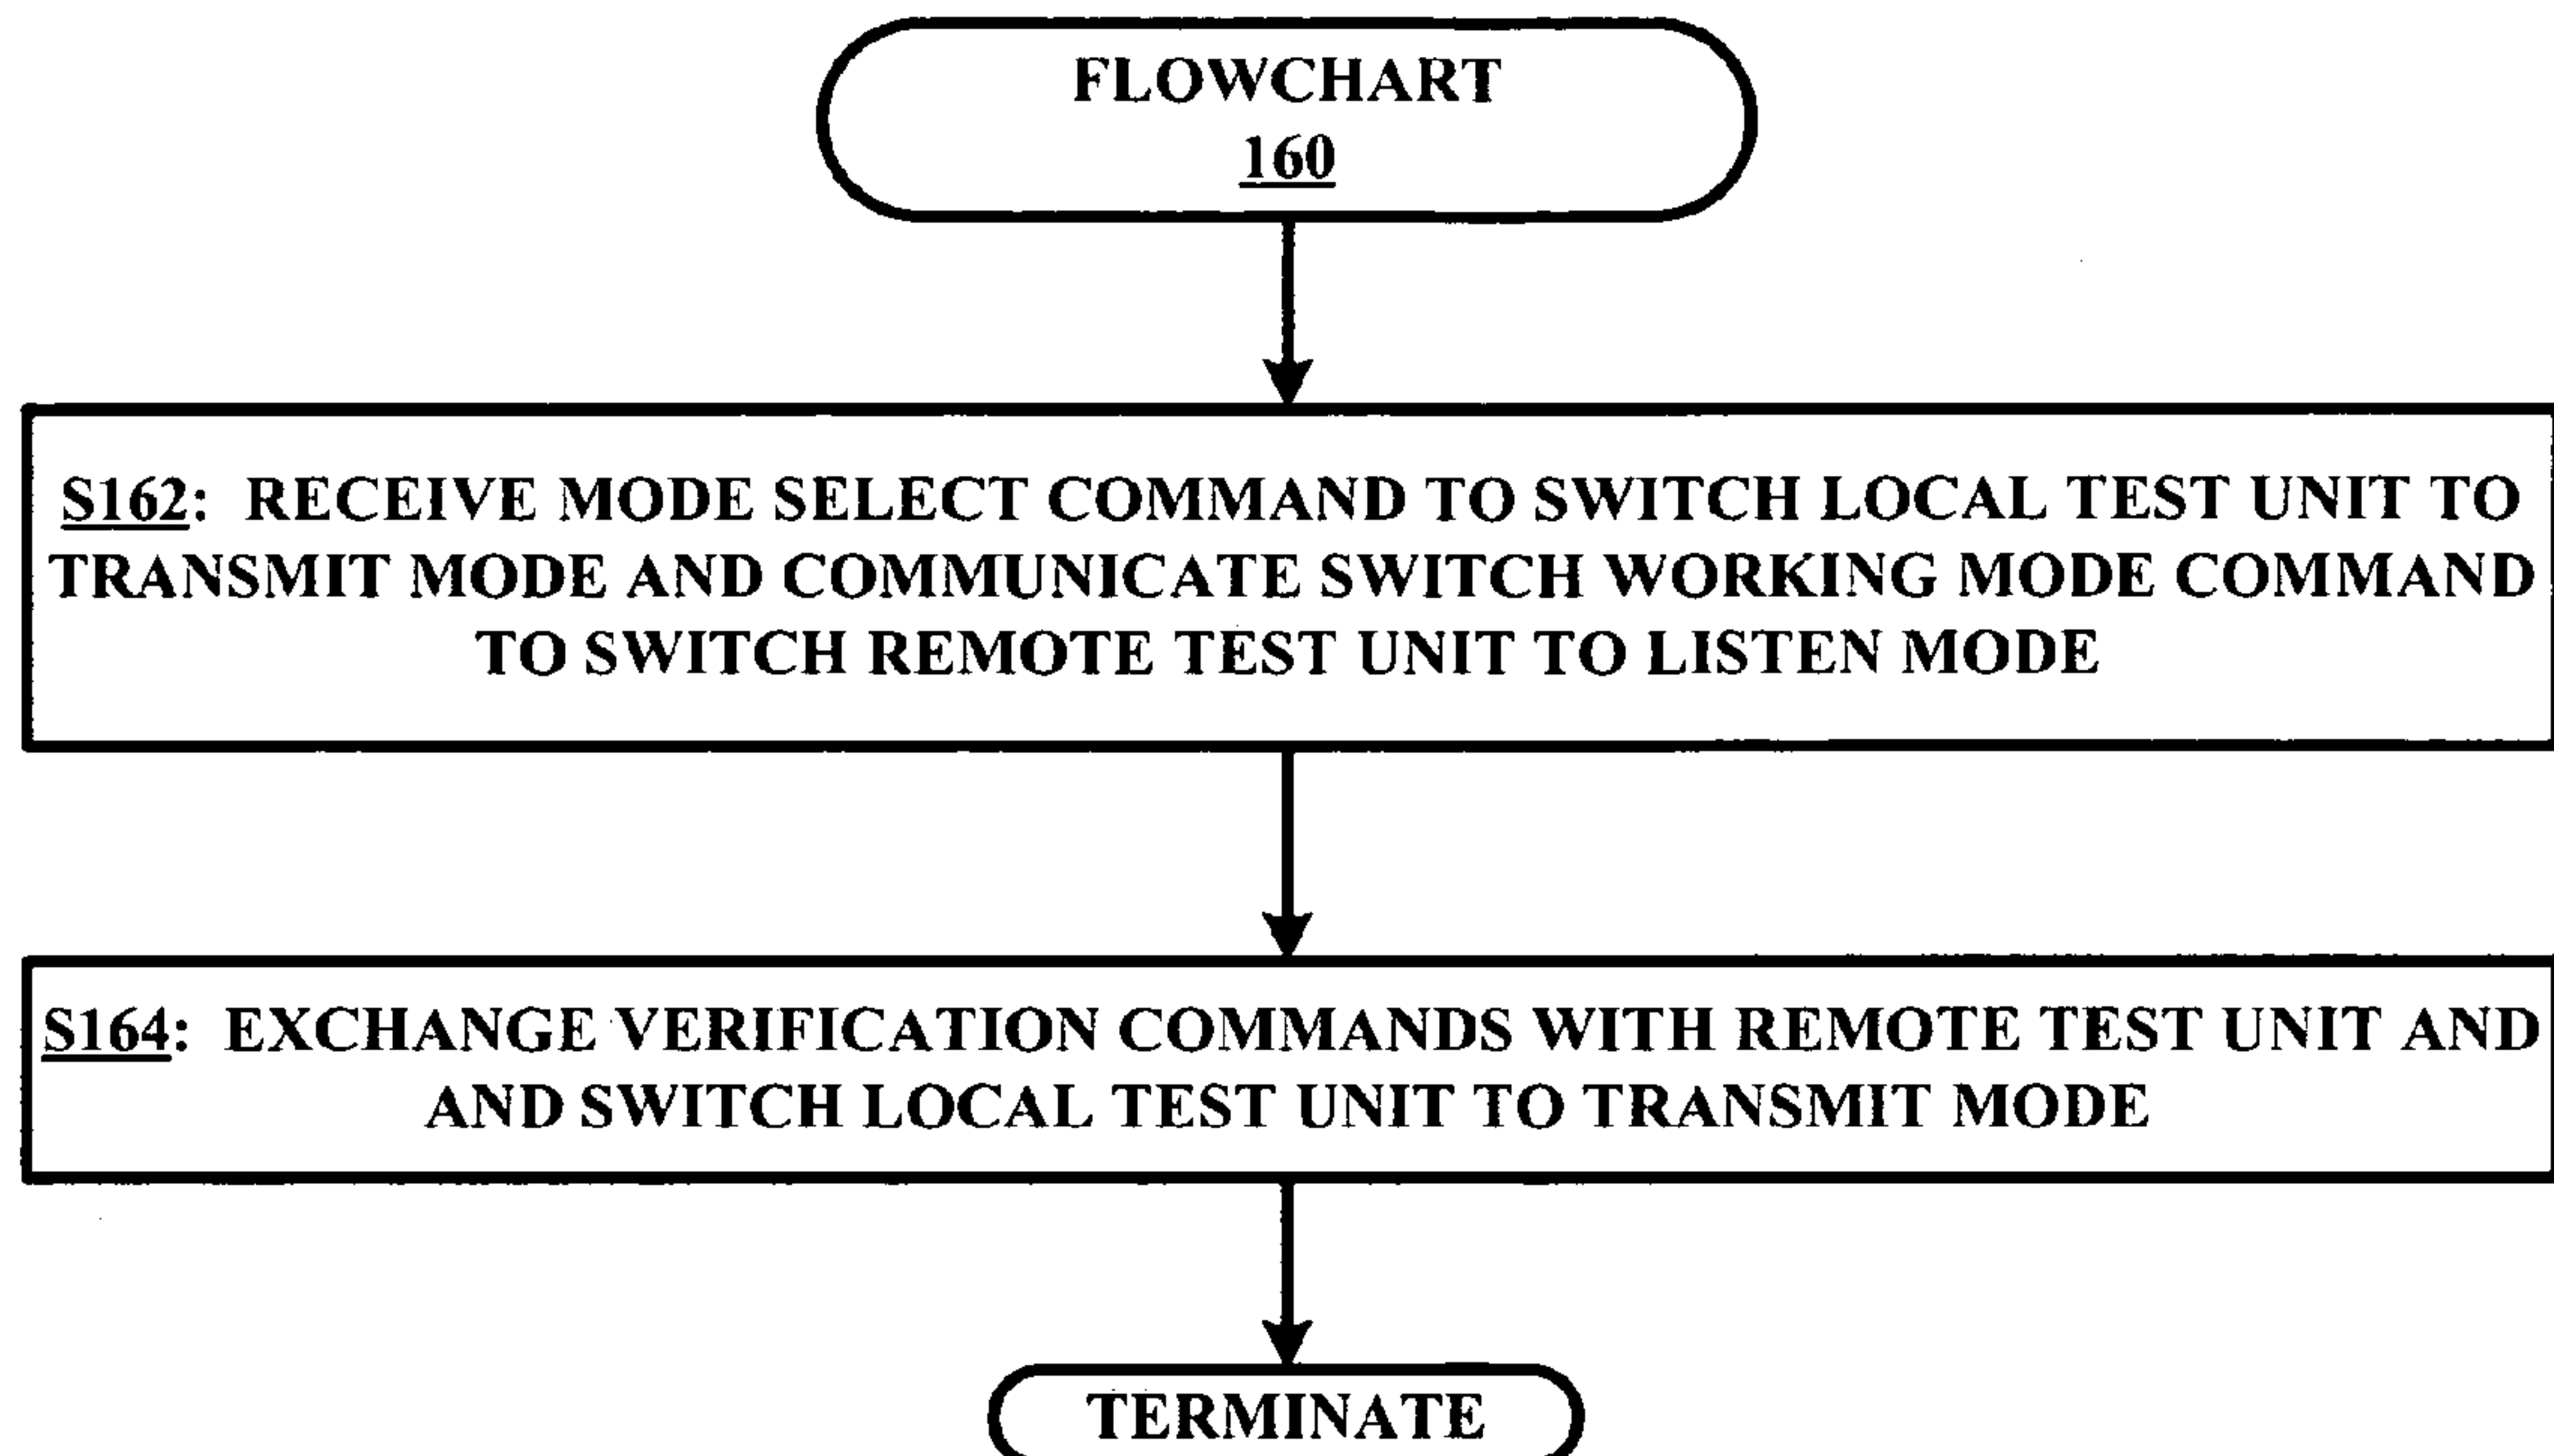 FLOWCHART
160
S162: RECEIVE MODE SELECT COMMAND TO SWITCH LOCAL TEST UNIT TO
TRANSMIT MODE AND COMMUNICATE SWITCH WORKING MODE COMMAND
TO SWITCH REMOTE TEST UNIT TO LISTEN MODE
S164: EXCHANGE VERIFICATION COMMANDS WITH REMOTE TEST UNIT AND
AND SWITCH LOCAL TEST UNIT TO TRANSMIT MODE
TERMINATE